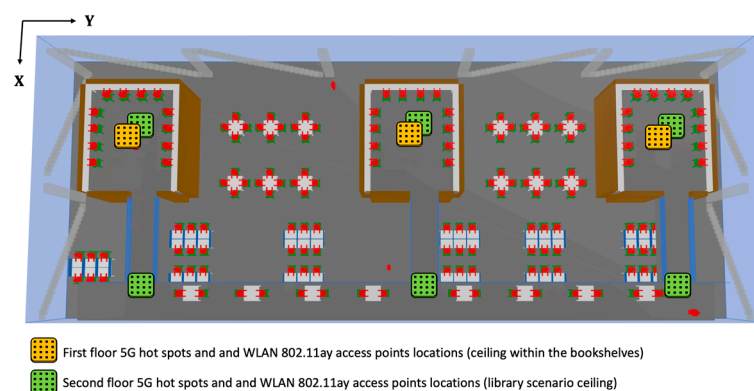 Y
X
First floor 5G hot spots and and WLAN 802.11ay access points locations (ceiling within the bookshelves)
Second floor 5G hot spots and and WLAN 802.11ay access points locations (library scenario ceiling)